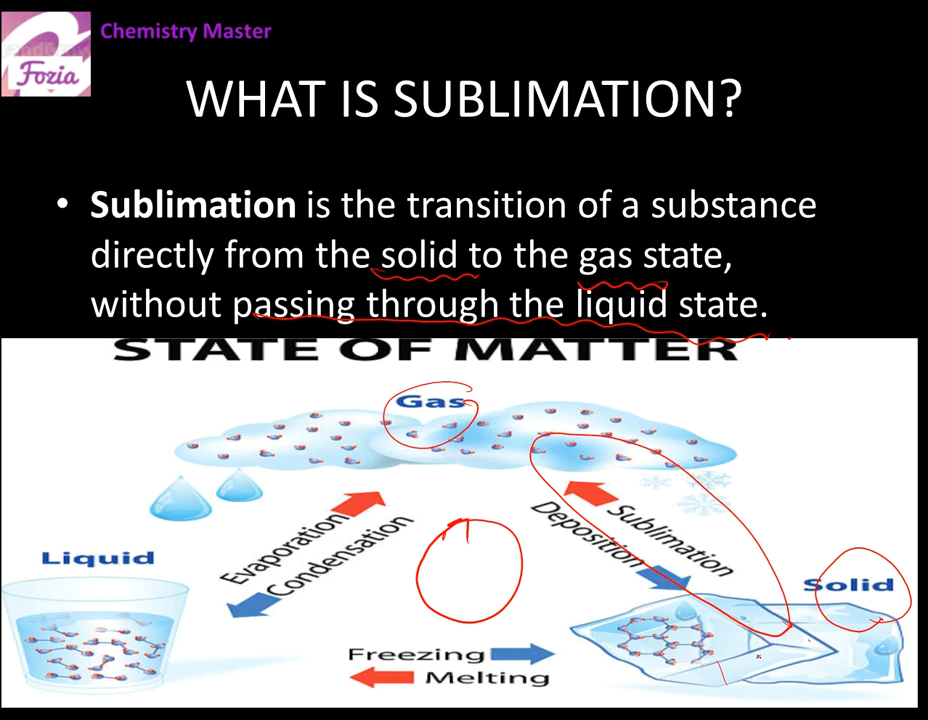 Chemistry Master
Fozia
WHAT IS SUBLIMATION?
• Sublimation is the transition of a substance
directly from the solid to the gas state,
without passing through the liquid state.
STATE OF MATTER
Gas
Evaporation
Condensation
Sublimation
Deposition
Liquid
Solid
Freezing
Melting